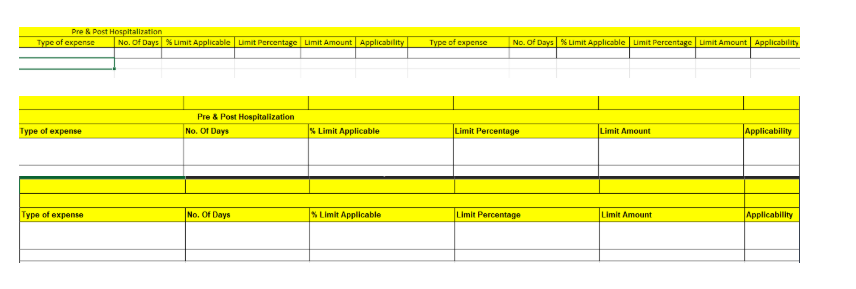 Pre & Post Hospitalization
Type of expense No. Of Days % Limit Applicable Limit Percentage Limit Amount Applicability Type of expense No. Of Days % Limit Applicable Limit Percentage Limit Amount Applicability
Pre & Post Hospitalization
Type of expense No. Of Days % Limit Applicable Limit Percentage Limit Amount Applicability
Type of expense No. Of Days % Limit Applicable Limit Percentage Limit Amount Applicability